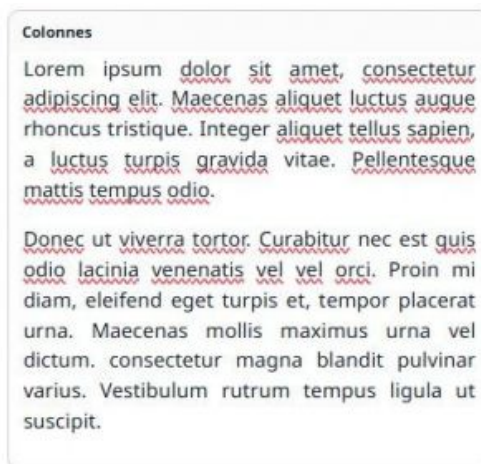 Colonnes
Lorem ipsum dolor sit amet, consectetur
adipiscing elit. Maecenas aliquet luctus augue
rhoncus tristique. Integer aliquet tellus sapien,
a luctus turpis gravida vitae. Pellentesque
mattis tempus odio.
Donec ut viverra tortor. Curabitur nec est quis
odio lacinia venenatis vel vel orci. Proin mi
diam, eleifend eget turpis et, tempor placerat
urna. Maecenas mollis maximus urna vel
dictum. consectetur magna blandit pulvinar
varius. Vestibulum rutrum tempus ligula ut
suscipit.